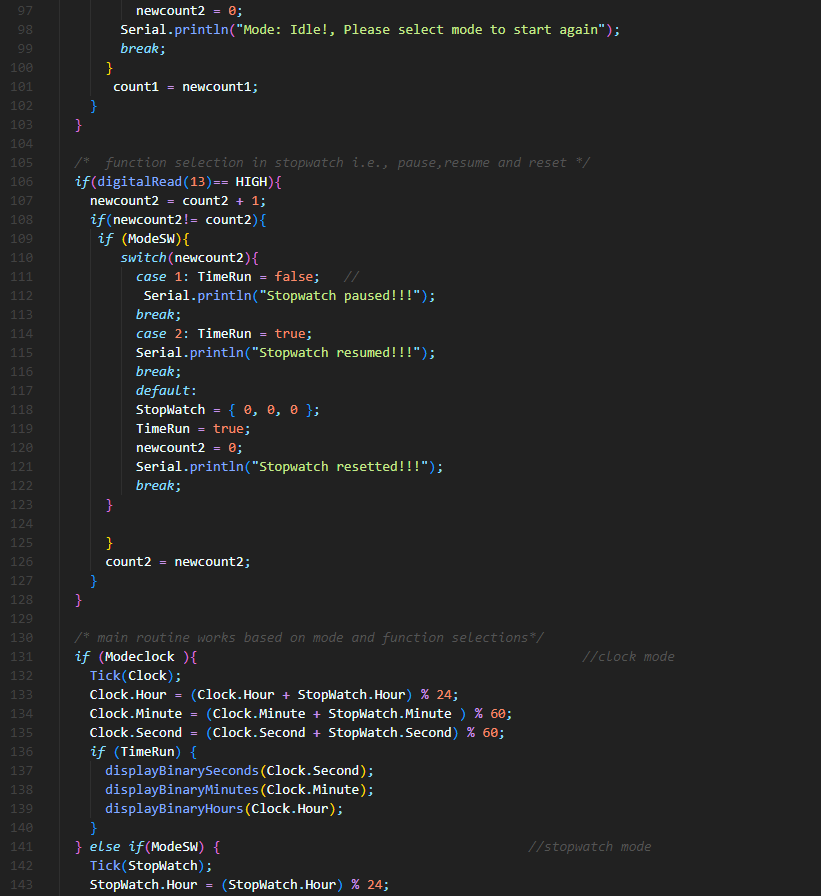 97 newcount2 = 0;
98 Serial.println("Mode: Idle!, Please select mode to start again");
99 break;
100 }
101 count1 = newcount1;
102 }
103 }
104
105 /*  function selection in stopwatch i.e., pause,resume and reset */
106 if(digitalRead(13)== HIGH){
107 newcount2 = count2 + 1;
108 if(newcount2!= count2){
109 if (ModeSW){
110 switch(newcount2){
111 case 1: TimeRun = false;   //
112 Serial.println("Stopwatch paused!!!");
113 break;
114 case 2: TimeRun = true;
115 Serial.println("Stopwatch resumed!!!");
116 break;
117 default:
118 StopWatch = { 0, 0, 0 };
119 TimeRun = true;
120 newcount2 = 0;
121 Serial.println("Stopwatch resetted!!!");
122 break;
123 }
124
125 }
126 count2 = newcount2;
127 }
128 }
129
130 /* main routine works based on mode and function selections*/
131 if (Modeclock ){ //clock mode
132 Tick(Clock);
133 Clock.Hour = (Clock.Hour + StopWatch.Hour) % 24;
134 Clock.Minute = (Clock.Minute + StopWatch.Minute ) % 60;
135 Clock.Second = (Clock.Second + StopWatch.Second) % 60;
136 if (TimeRun) {
137 displayBinarySeconds(Clock.Second);
138 displayBinaryMinutes(Clock.Minute);
139 displayBinaryHours(Clock.Hour);
140 }
141 } else if(ModeSW) { //stopwatch mode
142 Tick(StopWatch);
143 StopWatch.Hour = (StopWatch.Hour) % 24;